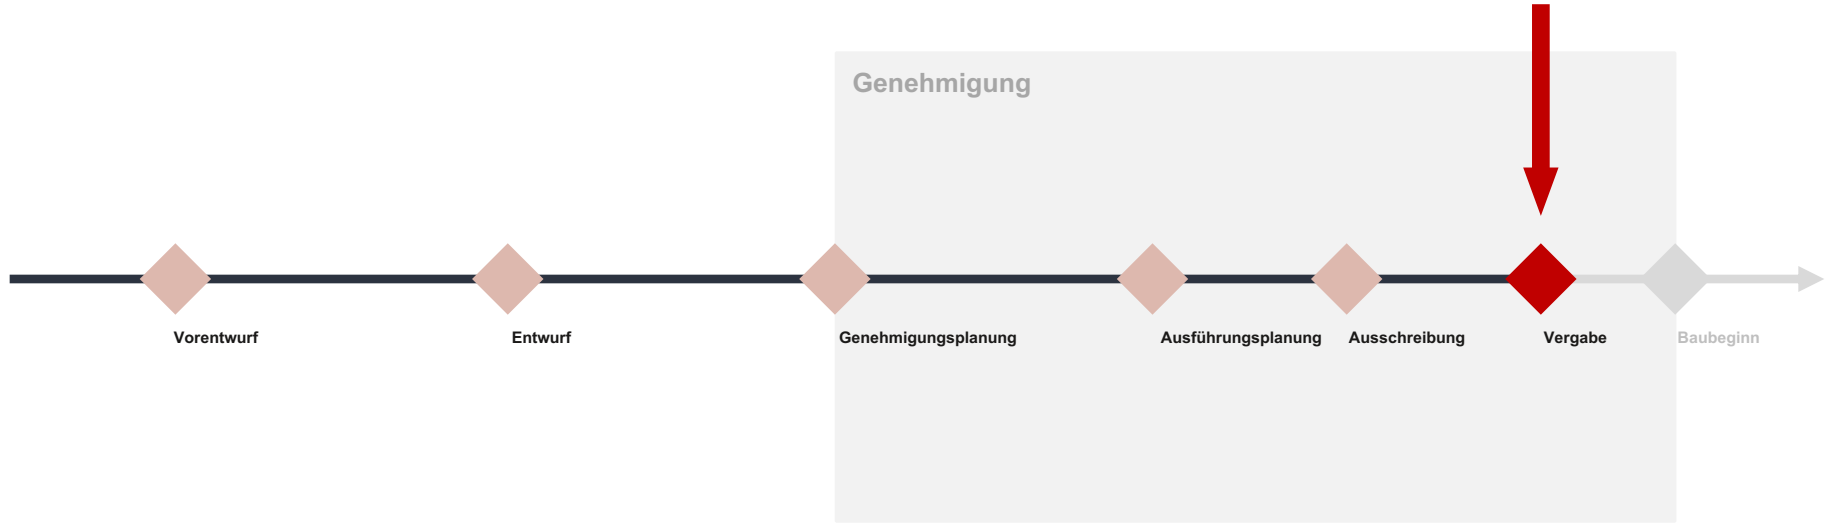 Genehmigung
Vorentwurf
Entwurf
Genehmigungsplanung
Ausführungsplanung
Ausschreibung
Vergabe
Baubeginn